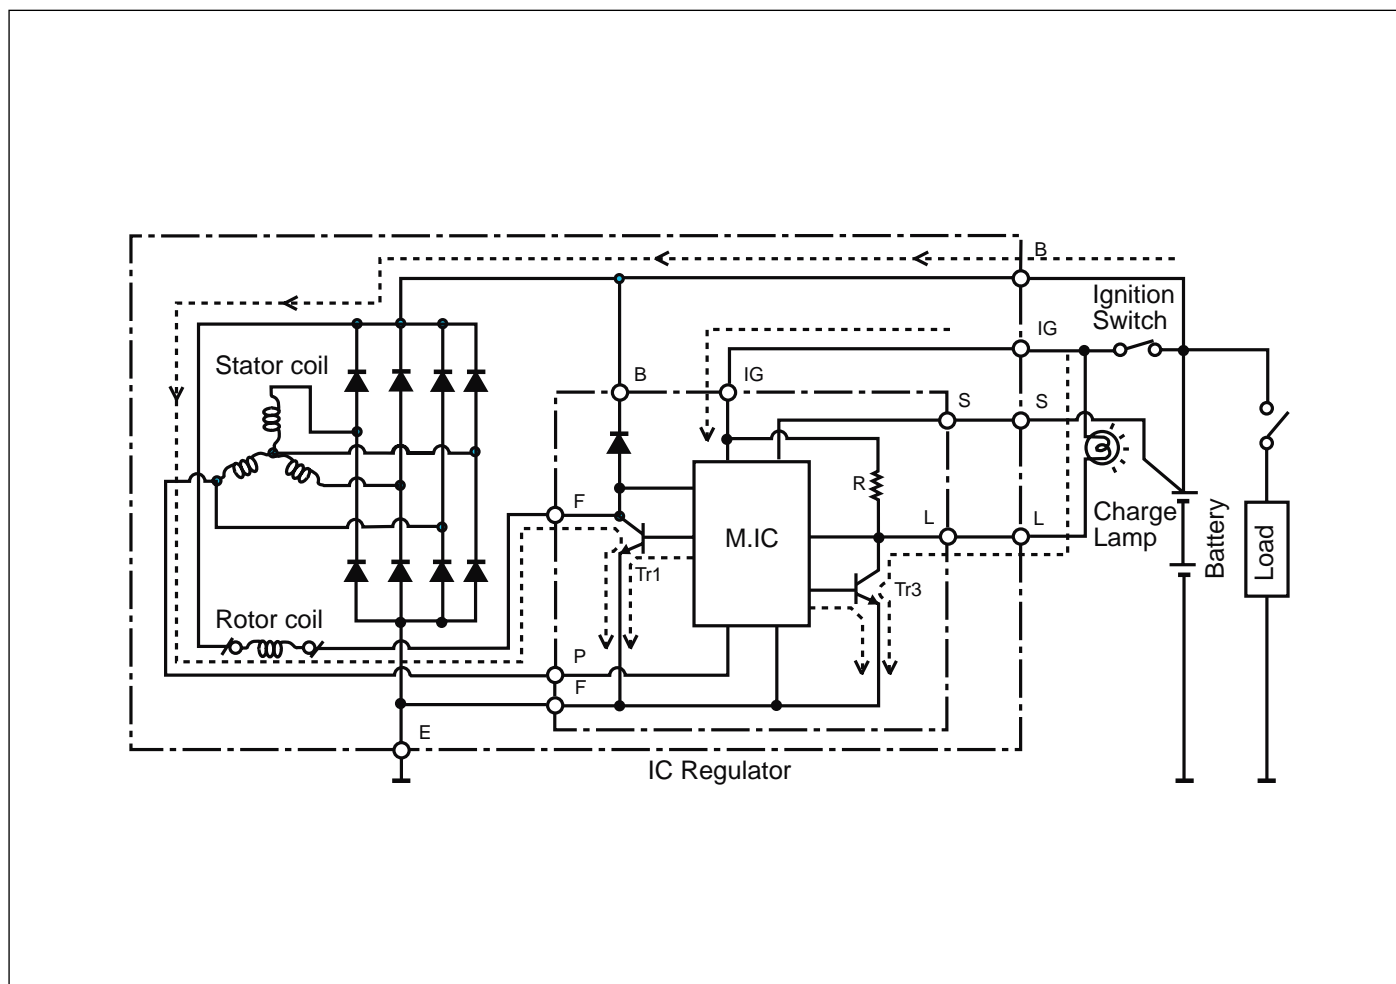 B
Ignition
Switch
IG
Stator coil
B
IG
S
S
R
F
L
L
Charge
Lamp
M.IC
Battery
Load
Tr1
Tr3
Rotor coil
P
F
E
IC Regulator